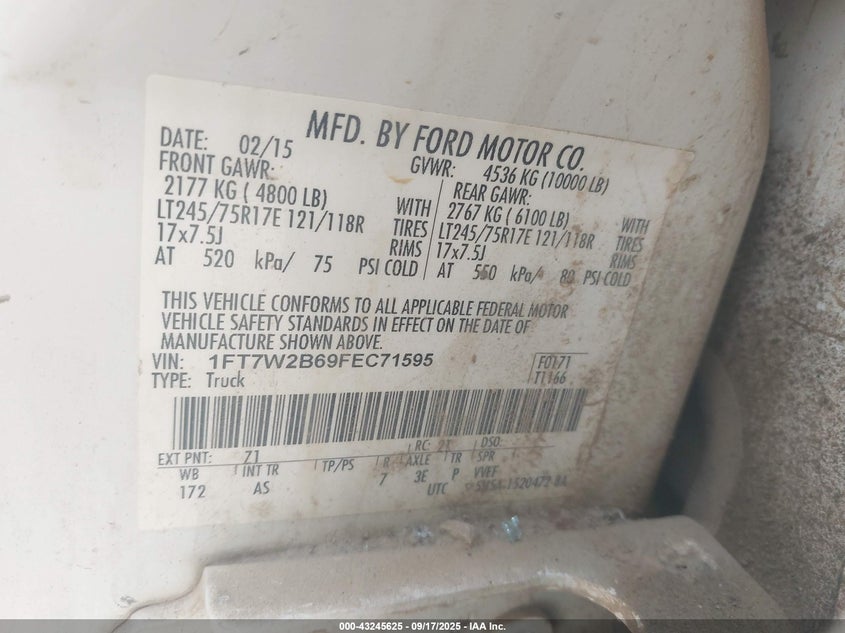 MFD. BY FORD MOTOR CO.
DATE: 02/15
GVWR: 4536 KG (10000 LB)
FRONT GAWR:
2177 KG ( 4800 LB)
LT245/75R17E 121/118R
17x7.5J
WITH
TIRES
RIMS
AT 520 kPa/ 75 PSI COLD
REAR GAWR:
2767 KG ( 6100 LB)
LT245/75R17E 121/118R
17x7.5J
WITH
TIRES
RIMS
AT 550 kPa/ 80 PSI COLD
THIS VEHICLE CONFORMS TO ALL APPLICABLE FEDERAL MOTOR
VEHICLE SAFETY STANDARDS IN EFFECT ON THE DATE OF
MANUFACTURE SHOWN ABOVE.
VIN: 1FT7W2B69FEC71595
F0171
TYPE: Truck
T1166
EXT PNT: Z1
RC: 21
DSO:
WB
INT TR
TP/PS
R
AXLE
TR
SPR
172
AS
7
3E
P
VVEF
UTC
000-43245625 - 09/17/2025 - IAA Inc.